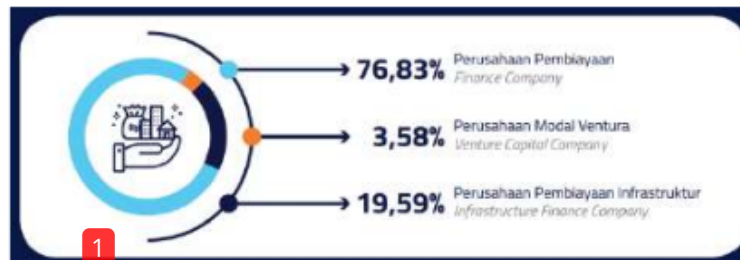 76,83%
Perusahaan Pembiayaan
Finance Company
3,58%
Perusahaan Modal Ventura
Venture Capital Company
19,59%
Perusahaan Pembiayaan Infrastruktur
Infrastructure Finance Company
Rp
1